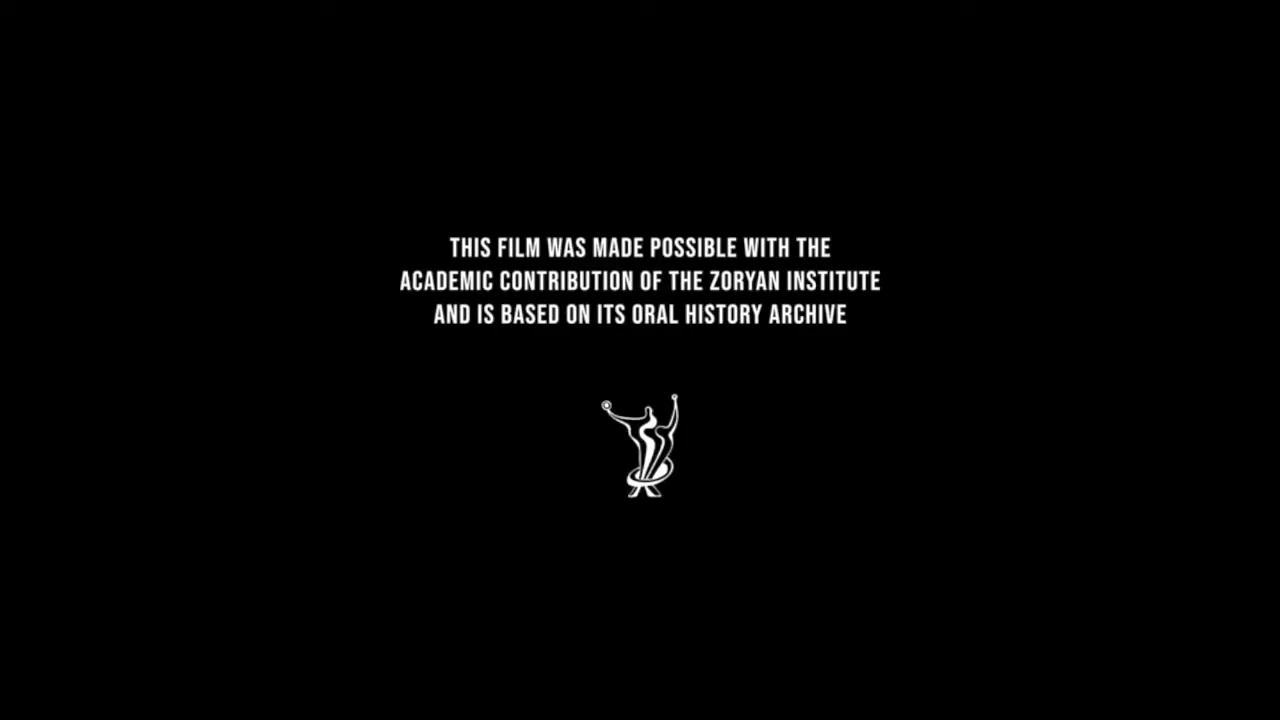 THIS FILM WAS MADE POSSIBLE WITH THE
ACADEMIC CONTRIBUTION OF THE ZORYAN INSTITUTE
AND IS BASED ON ITS ORAL HISTORY ARCHIVE